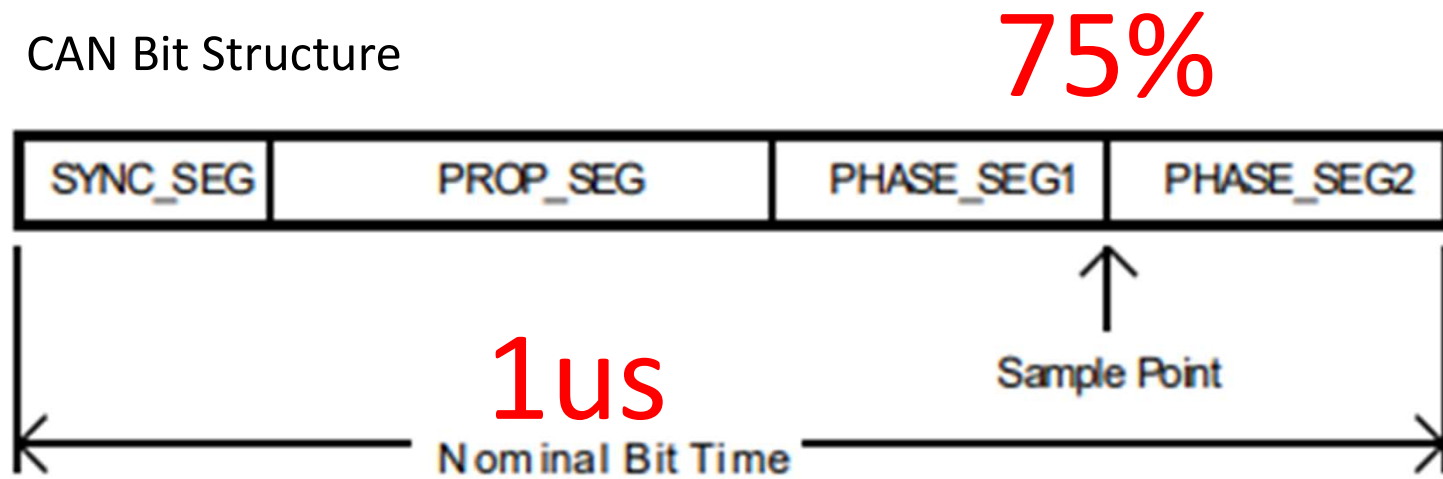 CAN Bit Structure
75%
SYNC_SEG PROP_SEG PHASE_SEG1 PHASE_SEG2
Sample Point
1us
Nominal Bit Time